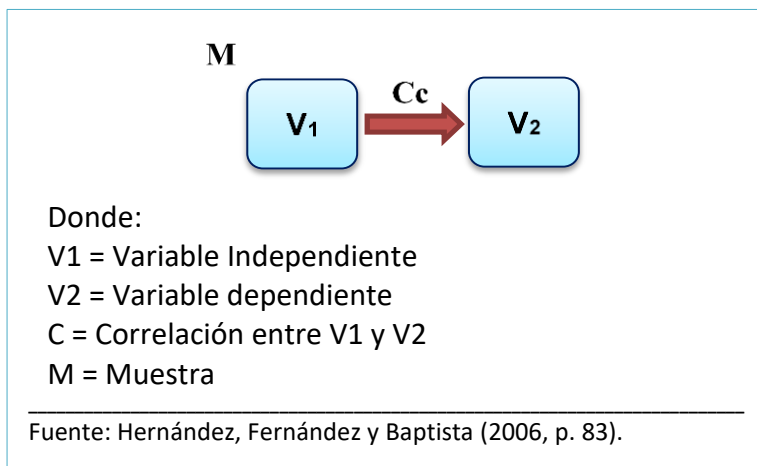 M
Cc
V₁
V₂
Donde:
V1 = Variable Independiente
V2 = Variable dependiente
C = Correlación entre V1 y V2
M = Muestra
Fuente: Hernández, Fernández y Baptista (2006, p. 83).